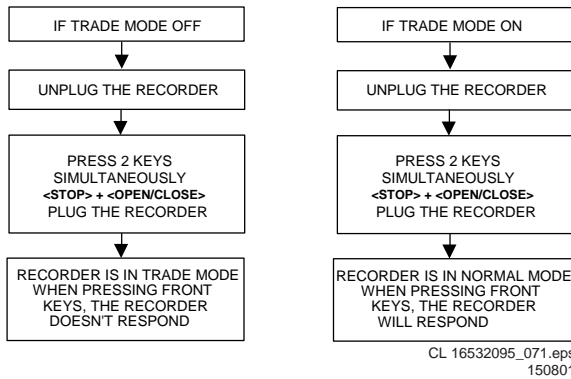 IF TRADE MODE OFF
UNPLUG THE RECORDER
PRESS 2 KEYS
SIMULTANEOUSLY
<STOP> + <OPEN/CLOSE>
PLUG THE RECORDER
RECORDER IS IN TRADE MODE
WHEN PRESSING FRONT
KEYS, THE RECORDER
DOESN'T RESPOND
IF TRADE MODE ON
UNPLUG THE RECORDER
PRESS 2 KEYS
SIMULTANEOUSLY
<STOP> + <OPEN/CLOSE>
PLUG THE RECORDER
RECORDER IS IN NORMAL MODE
WHEN PRESSING FRONT
KEYS, THE RECORDER
WILL RESPOND
CL 16532095_071.eps
150801